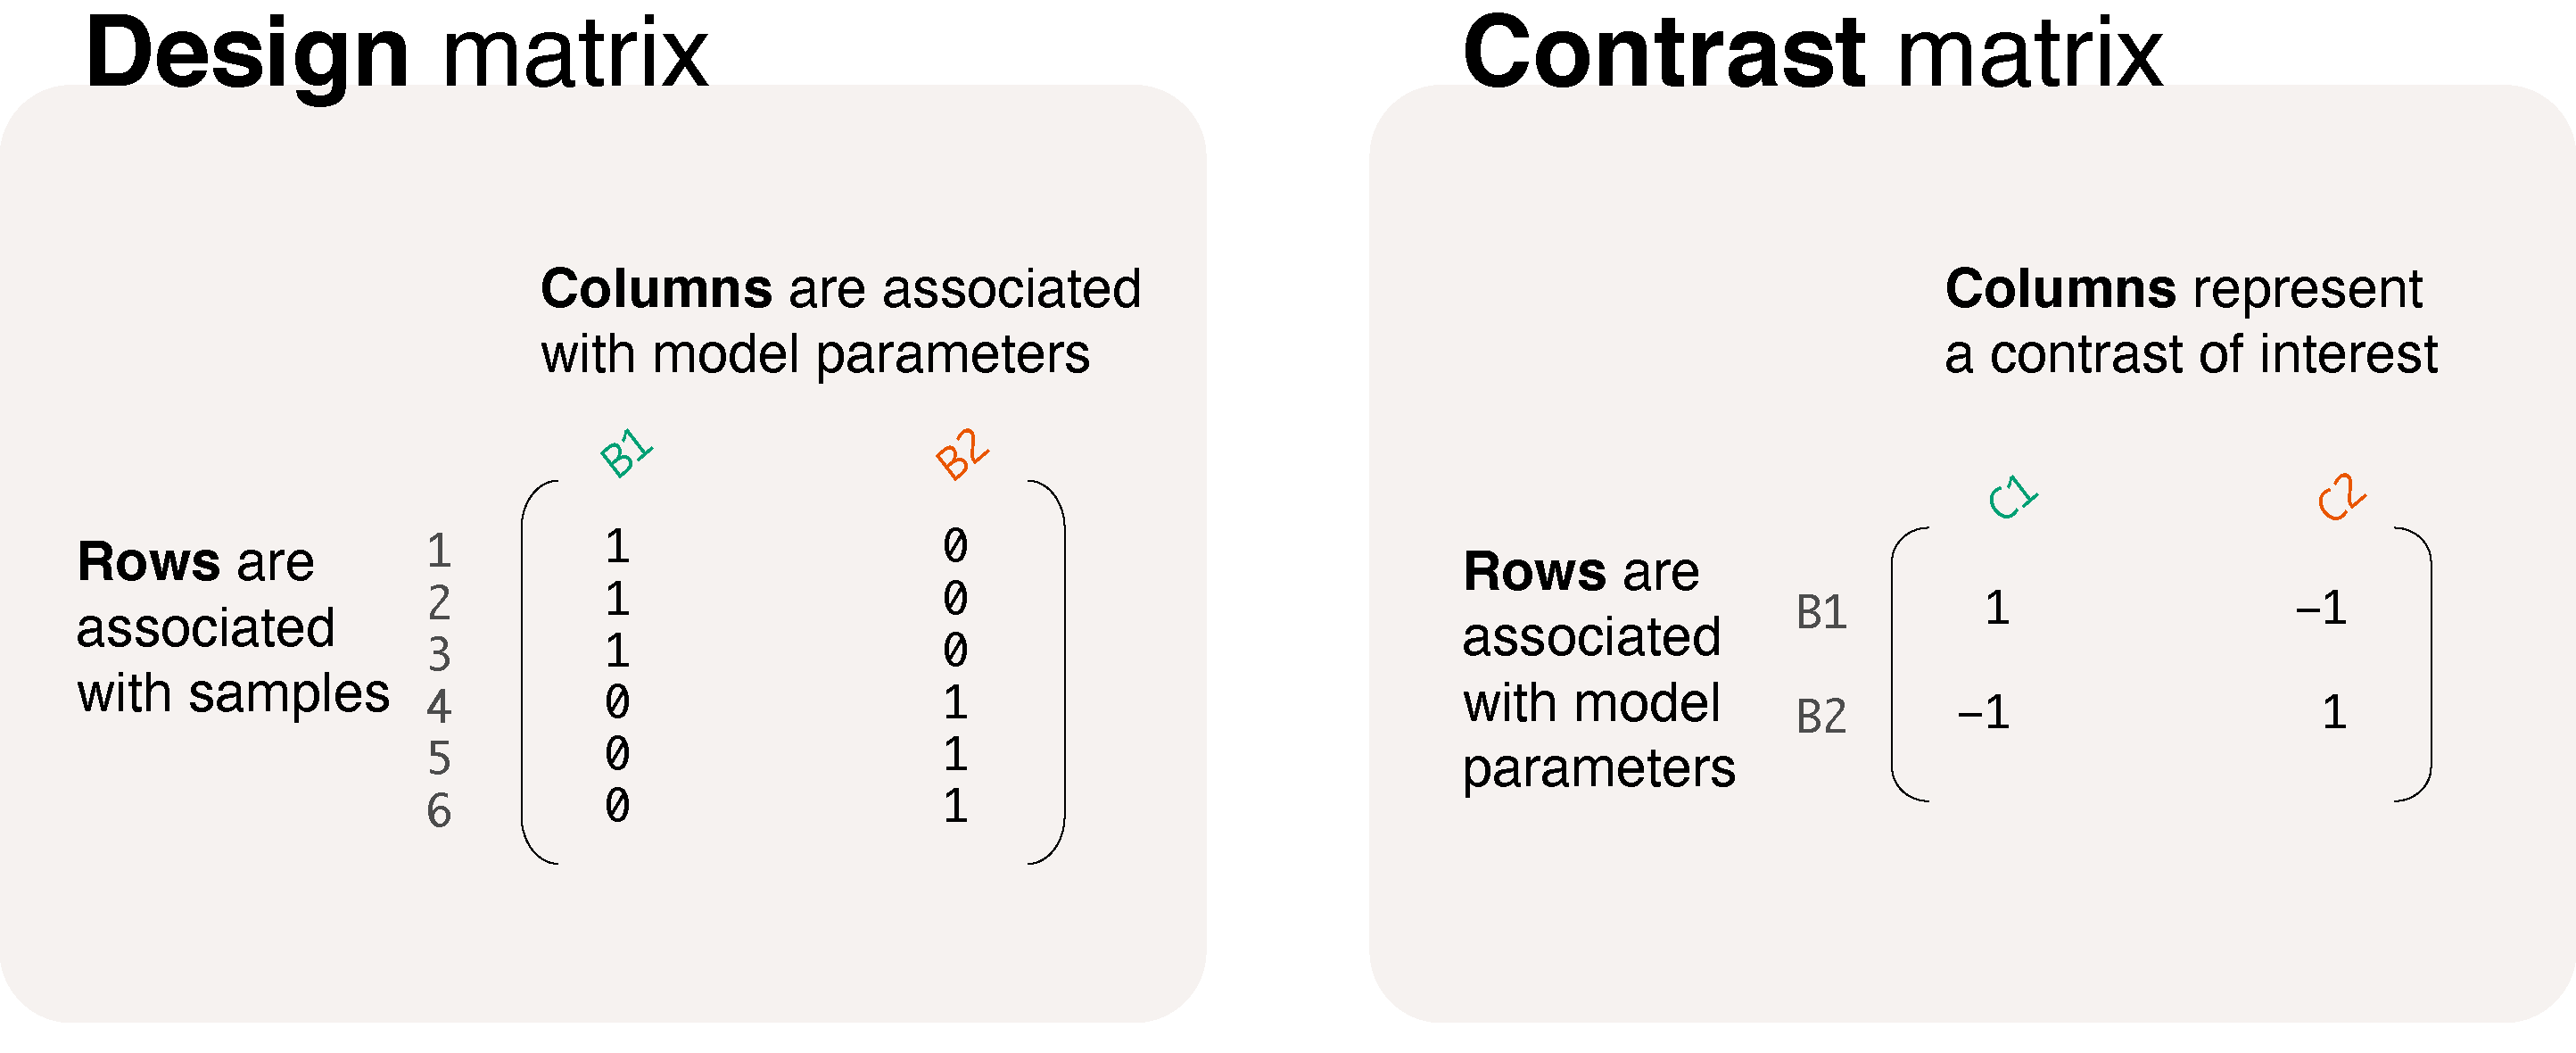 Design matrix
Columns are associated
with model parameters
B1 B2
Rows are
associated
with samples
1 1 0
2 1 0
3 1 0
4 0 1
5 0 1
6 0 1
Contrast matrix
Columns represent
a contrast of interest
C1 C2
Rows are
associated
with model
parameters
B1 1 −1
B2 −1 1